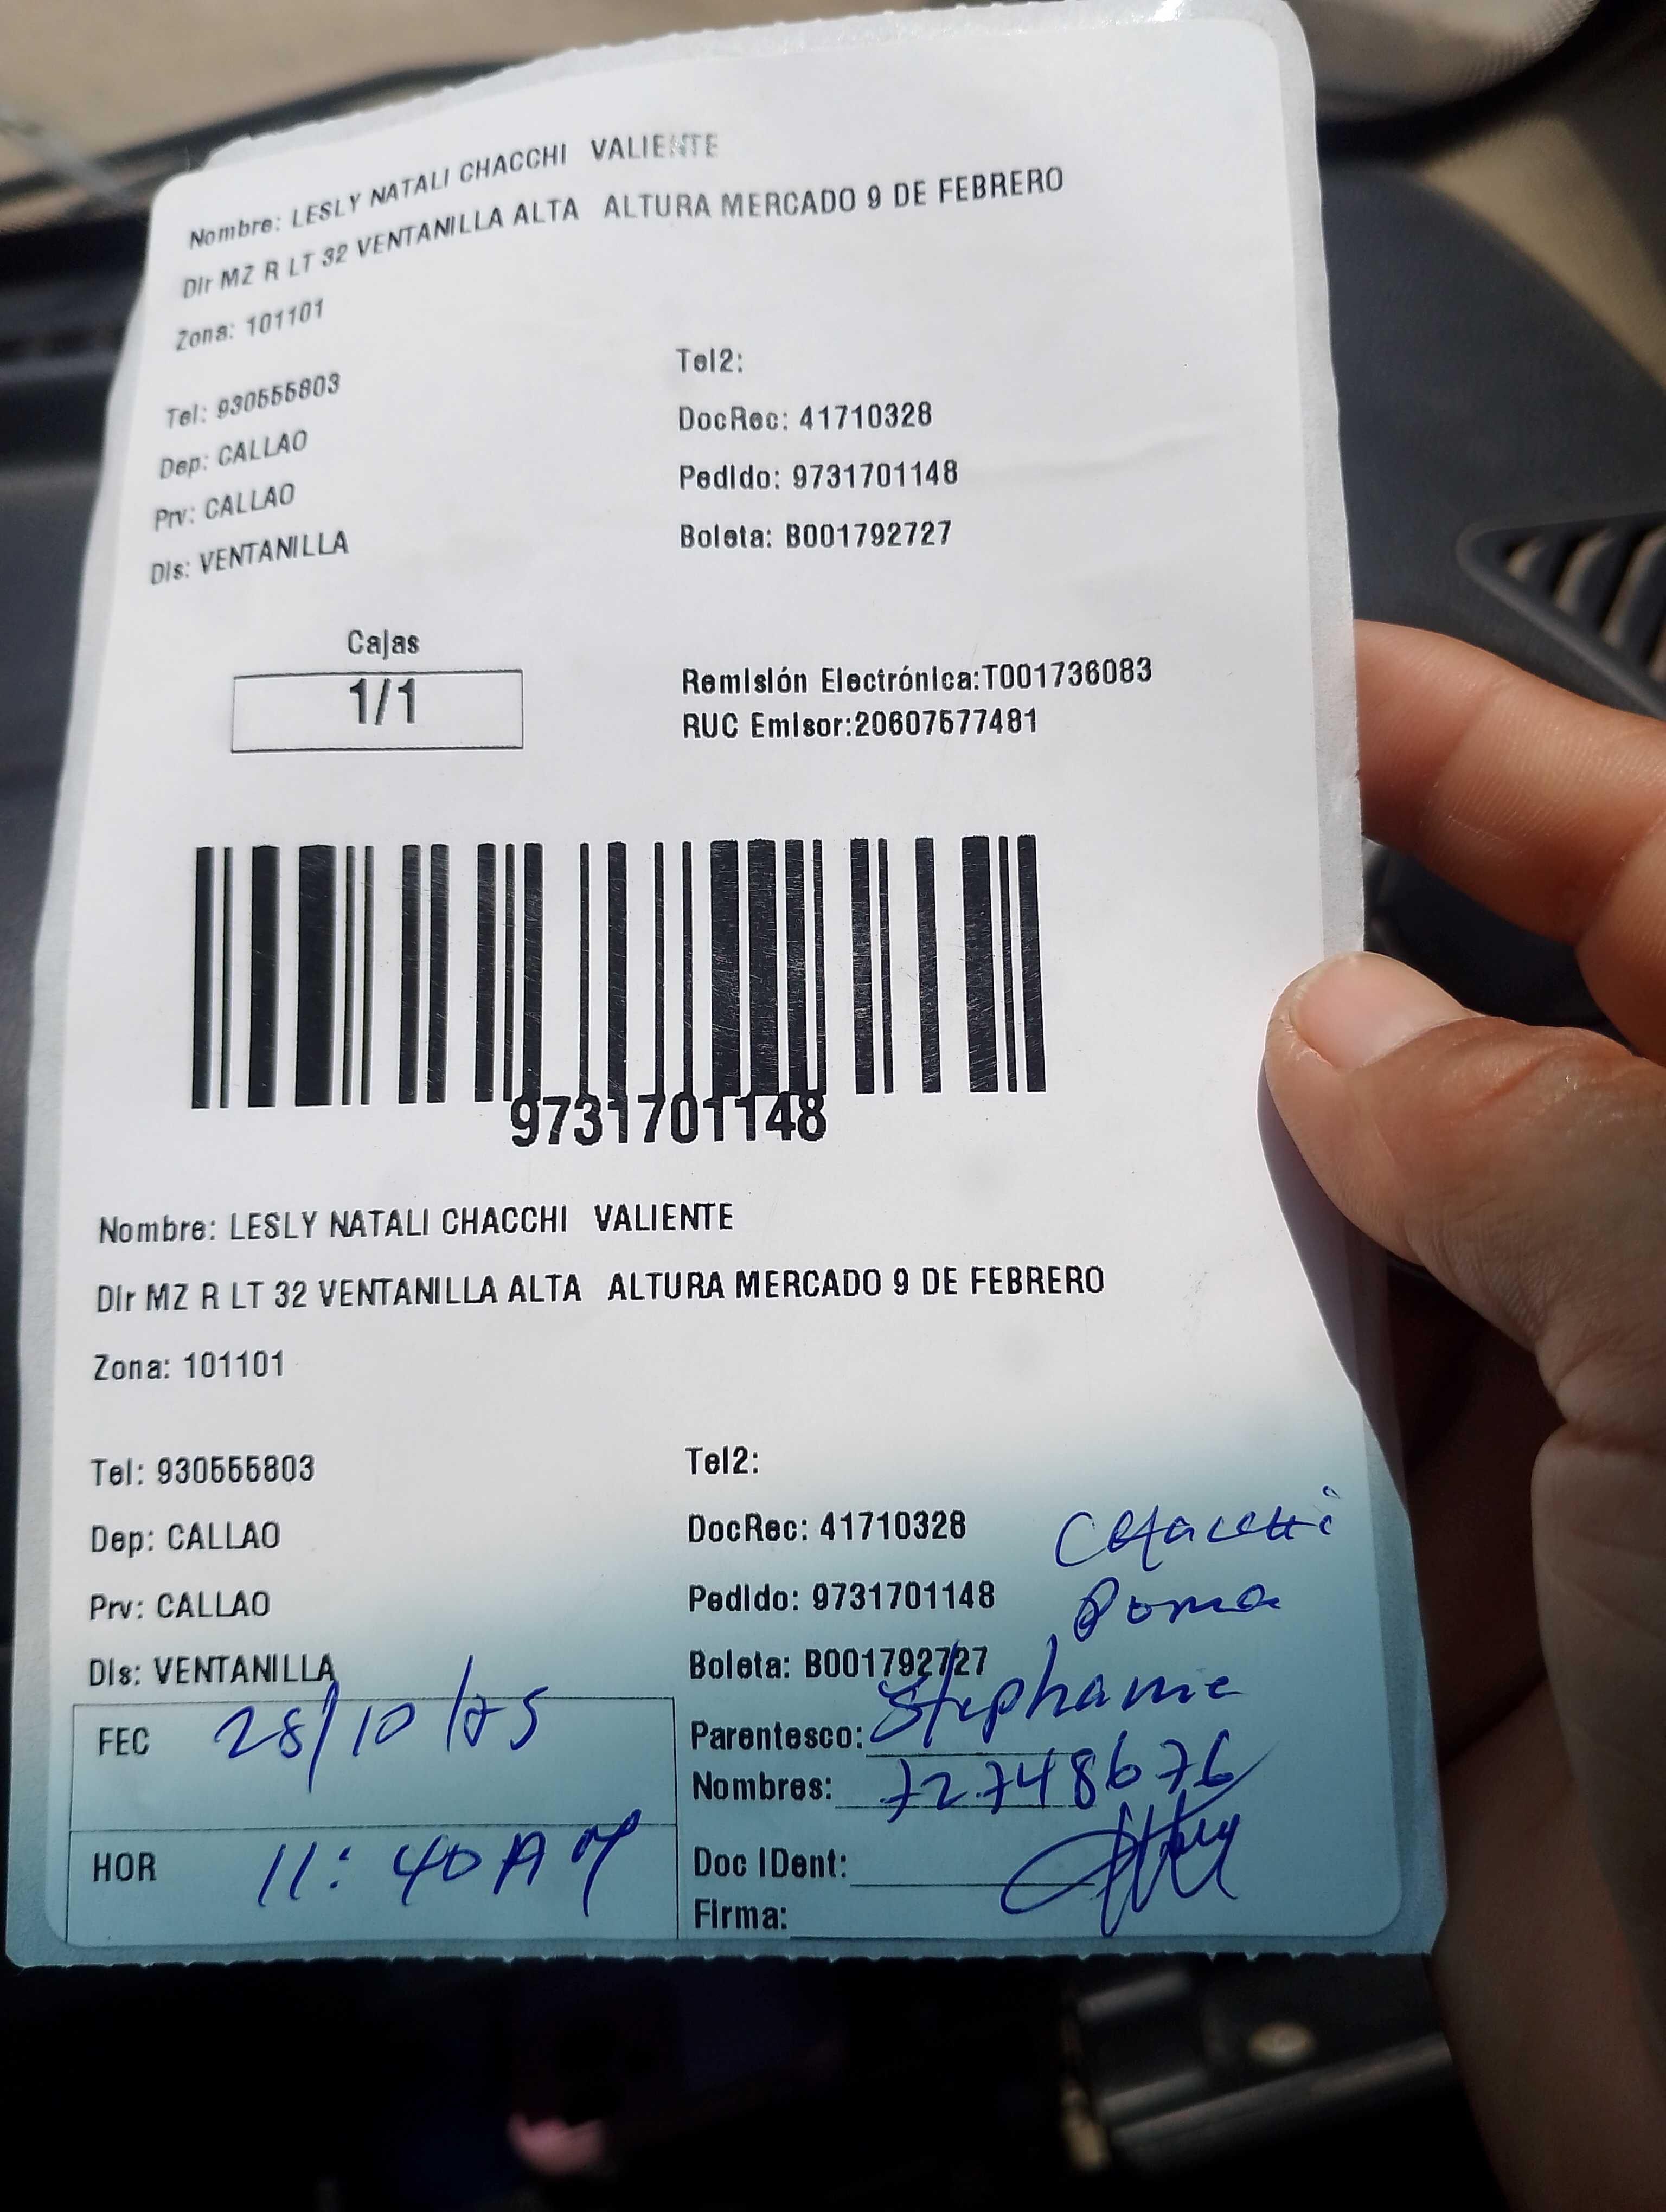 Nombre: LESLY NATALI CHACCHI VALIENTE
Dir MZ R LT 32 VENTANILLA ALTA ALTURA MERCADO 9 DE FEBRERO
Zona: 101101
Tel: 930555803
Tel2:
Dep: CALLAO
DocRec: 41710328
Prv: CALLAO
Pedido: 9731701148
Dis: VENTANILLA
Boleta: B001792727
Cajas
1/1
Remisión Electrónica:T001736083
RUC Emisor:20607577481
9731701148
Nombre: LESLY NATALI CHACCHI VALIENTE
Dir MZ R LT 32 VENTANILLA ALTA ALTURA MERCADO 9 DE FEBRERO
Zona: 101101
Tel: 930555803
Tel2:
Dep: CALLAO
DocRec: 41710328
Prv: CALLAO
Pedido: 9731701148
Poma
Dis: VENTANILLA
Boleta: B001792727
FEC 28/10/25
Parentesco: Stephanie
Nombres: 72748676
HOR 11:40 AM
Doc IDent:
Firma: